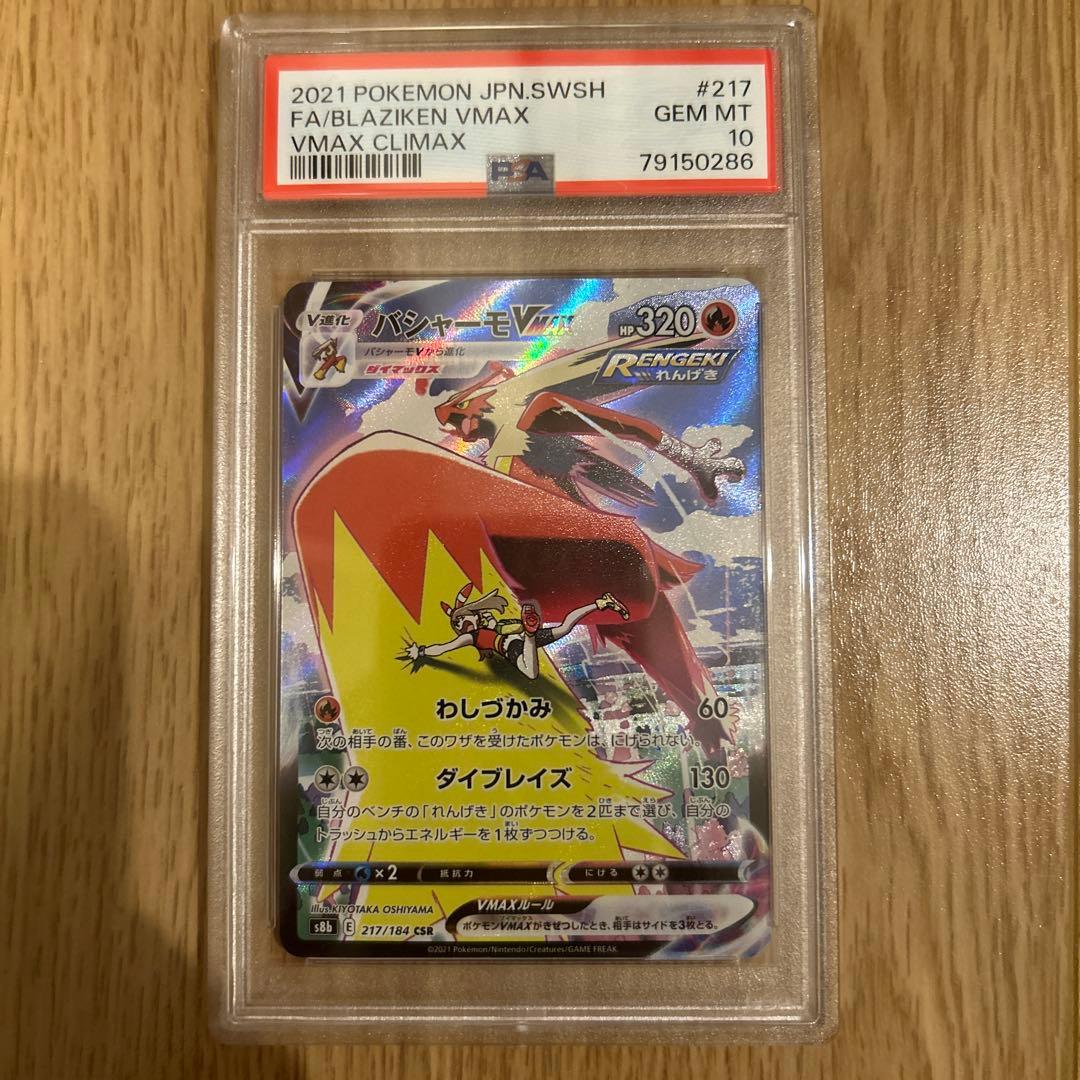 2021 POKEMON JPN.SWSH #217
FA/BLAZIKEN VMAX GEM MT
VMAX CLIMAX 10
79150286
PSA
V進化 バシャーモVMAX HP320
バシャーモVから進化
ダイマックス
RENGEKI
れんげき
わしづかみ 60
次の相手の番、このワザを受けたポケモンは、にげられない。
ダイブレイズ 130
自分のベンチの「れんげき」のポケモンを2匹まで選び、自分の
トラッシュからエネルギーを1枚ずつつける。
弱点 ×2 抵抗力 にげる
Illus.KIYOTAKA OSHIYAMA
VMAXルール
ポケモンVMAXがきぜつしたとき、相手はサイドを3枚とる。
s8b E 217/184 CSR
©2021 Pokémon/Nintendo/Creatures/GAME FREAK.